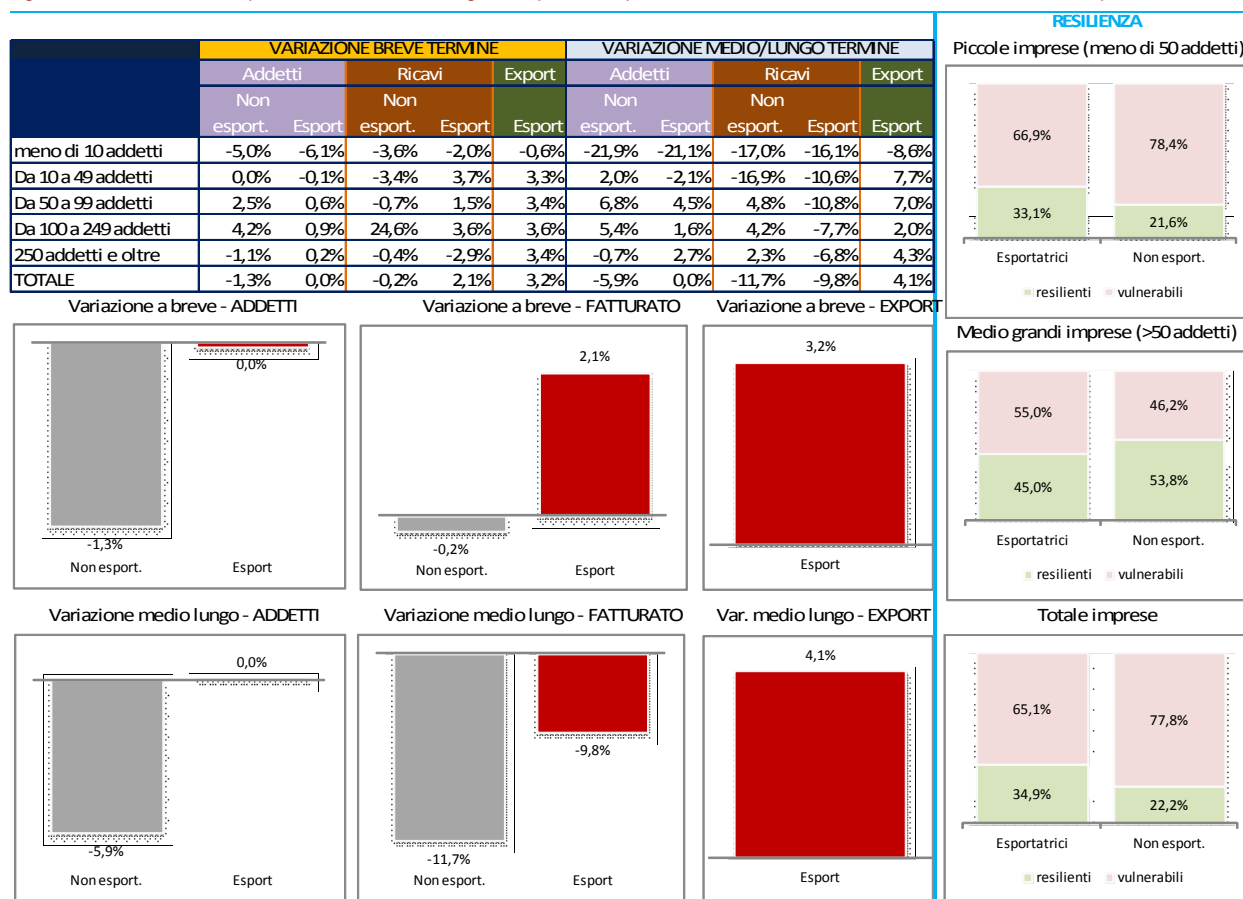 RESILIENZA
VARIAZIONE BREVE TERMINE VARIAZIONE MEDIO/LUNGO TERMINE
Addetti Ricavi Export Addetti Ricavi Export
Non esport. Esport Non esport. Esport Esport Non esport. Esport Non esport. Esport Esport
meno di 10 addetti -5,0% -6,1% -3,6% -2,0% -0,6% -21,9% -21,1% -17,0% -16,1% -8,6%
Da 10 a 49 addetti 0,0% -0,1% -3,4% 3,7% 3,3% 2,0% -2,1% -16,9% -10,6% 7,7%
Da 50 a 99 addetti 2,5% 0,6% -0,7% 1,5% 3,4% 6,8% 4,5% 4,8% -10,8% 7,0%
Da 100 a 249 addetti 4,2% 0,9% 24,6% 3,6% 3,6% 5,4% 1,6% 4,2% -7,7% 2,0%
250 addetti e oltre -1,1% 0,2% -0,4% -2,9% 3,4% -0,7% 2,7% 2,3% -6,8% 4,3%
TOTALE -1,3% 0,0% -0,2% 2,1% 3,2% -5,9% 0,0% -11,7% -9,8% 4,1%
Piccole imprese (meno di 50 addetti)
66,9% 78,4%
33,1% 21,6%
Esportatrici Non esport.
resilienti vulnerabili
Variazione a breve - ADDETTI
0,0%
-1,3%
Non esport. Esport
Variazione a breve - FATTURATO
2,1%
-0,2%
Non esport. Esport
Variazione a breve - EXPORT
3,2%
Esport
Medio grandi imprese (>50 addetti)
55,0% 46,2%
45,0% 53,8%
Esportatrici Non esport.
resilienti vulnerabili
Variazione medio lungo - ADDETTI
0,0%
-5,9%
Non esport. Esport
Variazione medio lungo - FATTURATO
-9,8%
-11,7%
Non esport. Esport
Var. medio lungo - EXPORT
4,1%
Esport
Totale imprese
65,1% 77,8%
34,9% 22,2%
Esportatrici Non esport.
resilienti vulnerabili